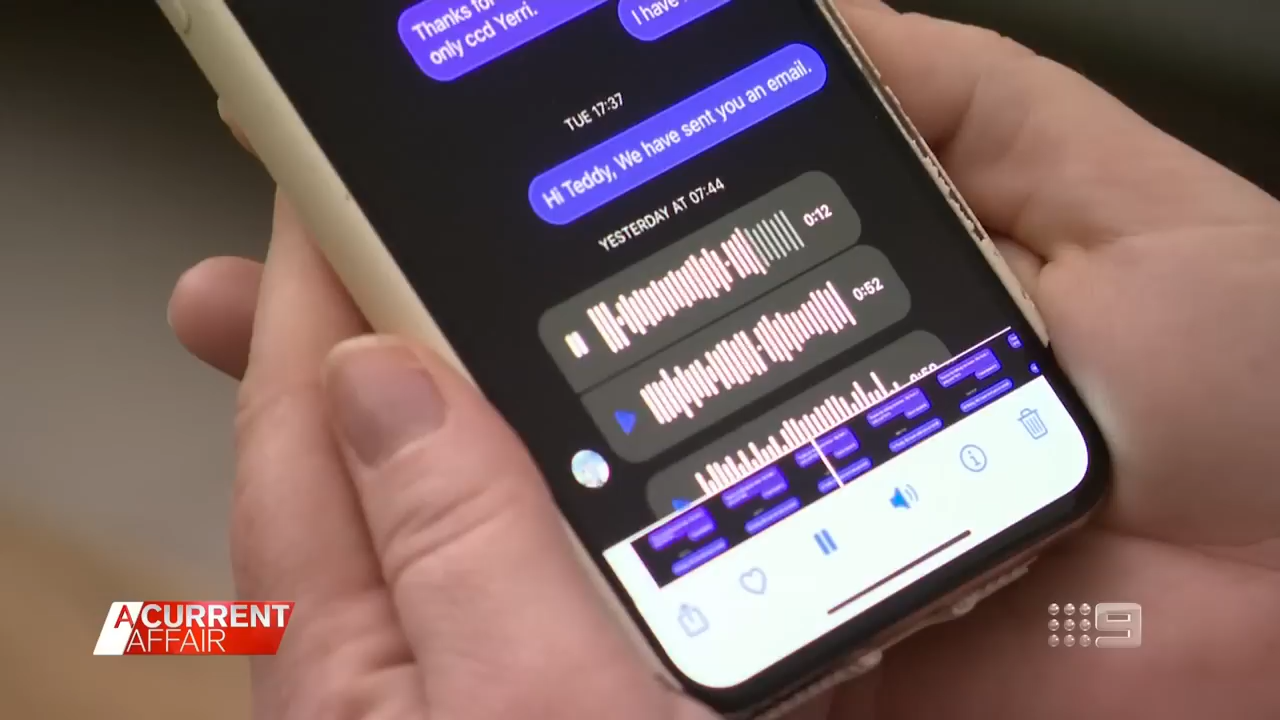 Thanks for
only ccd Yerri.
I have
TUE 17:37
Hi Teddy, We have sent you an email.
YESTERDAY AT 07:44
0:12
0:52
A CURRENT
AFFAIR
9